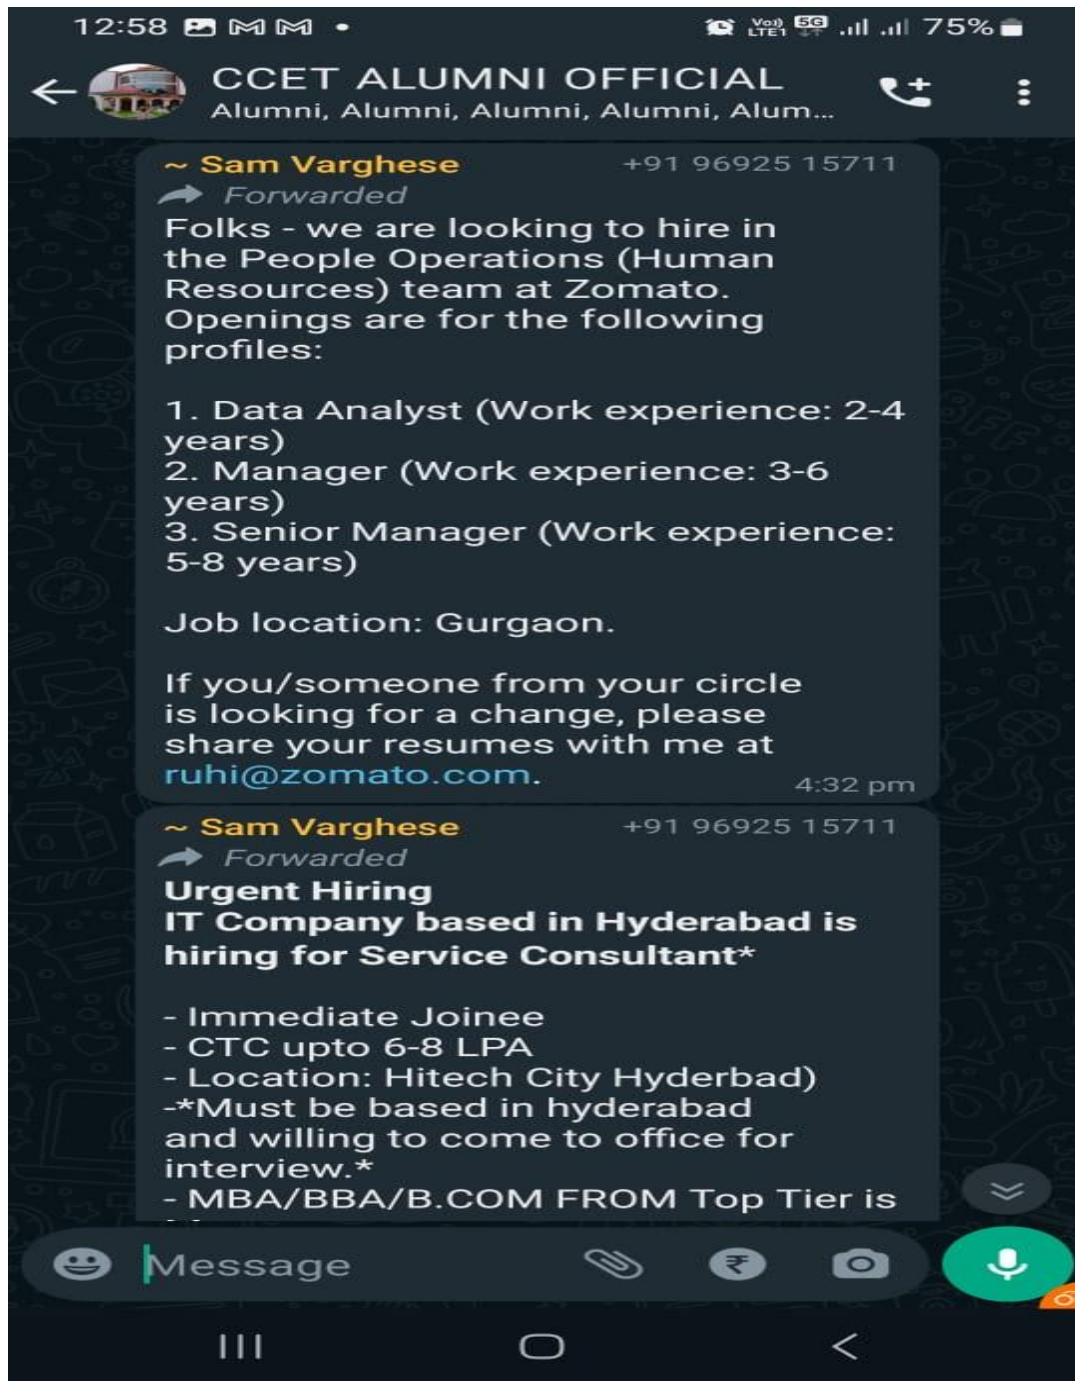 12:58
Vo)) LTE1 5G 75%
CCET ALUMNI OFFICIAL
Alumni, Alumni, Alumni, Alumni, Alum...
~ Sam Varghese +91 96925 15711
Forwarded
Folks - we are looking to hire in
the People Operations (Human
Resources) team at Zomato.
Openings are for the following
profiles:
1. Data Analyst (Work experience: 2-4
years)
2. Manager (Work experience: 3-6
years)
3. Senior Manager (Work experience:
5-8 years)
Job location: Gurgaon.
If you/someone from your circle
is looking for a change, please
share your resumes with me at
ruhi@zomato.com.
4:32 pm
~ Sam Varghese +91 96925 15711
Forwarded
Urgent Hiring
IT Company based in Hyderabad is
hiring for Service Consultant*
- Immediate Joinee
- CTC upto 6-8 LPA
- Location: Hitech City Hyderbad)
-*Must be based in hyderabad
and willing to come to office for
interview.*
- MBA/BBA/B.COM FROM Top Tier is
Message